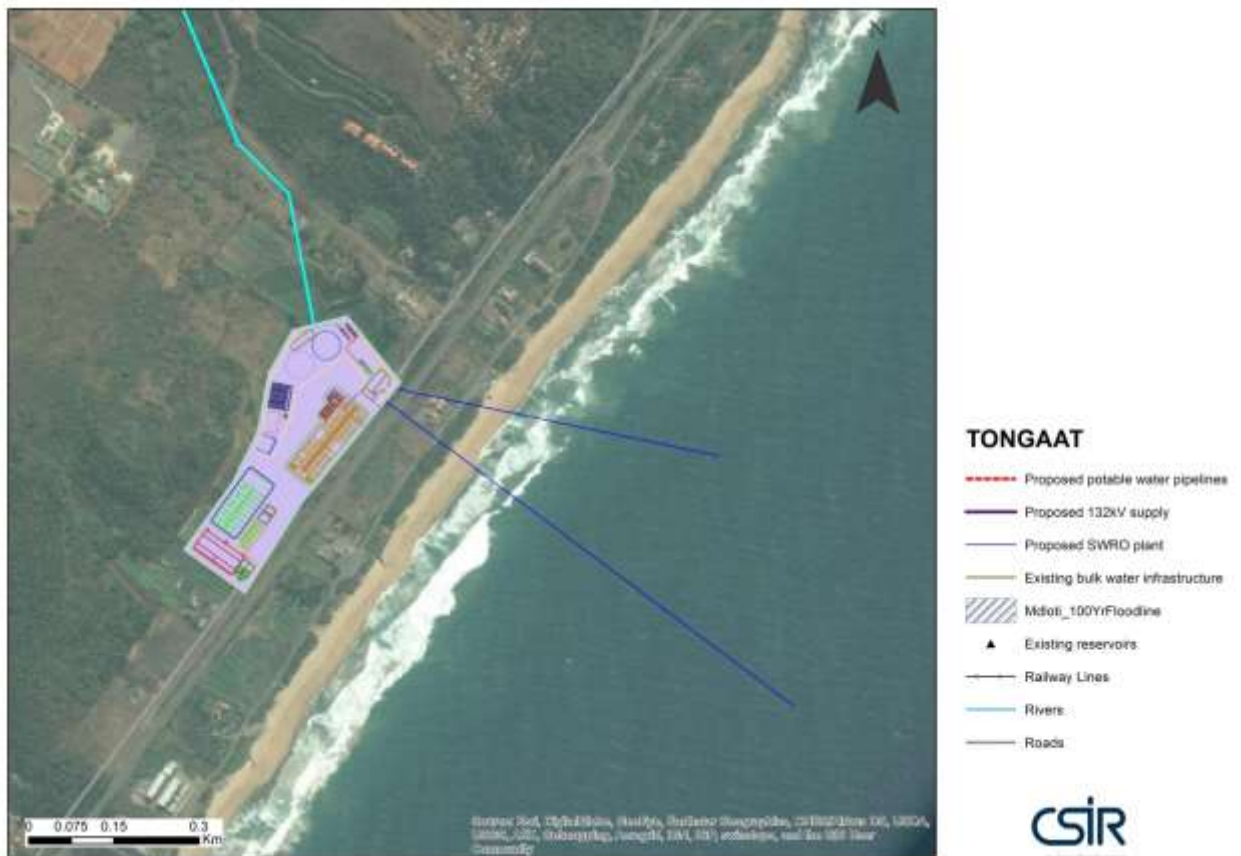 N
TONGAAT
Proposed potable water pipelines
Proposed 132kV supply
Proposed SWRO plant
Existing bulk water infrastructure
Mdloti_100YrFloodline
Existing reservoirs
Railway Lines
Rivers
Roads
0 0.075 0.15 0.3
Km
Community
CSIR